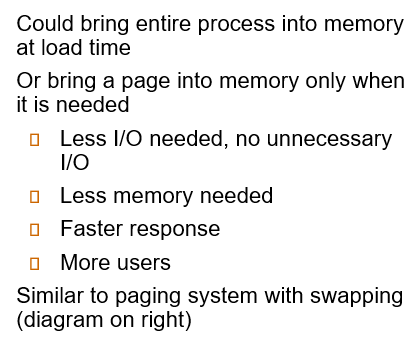 Could bring entire process into memory
at load time
Or bring a page into memory only when
it is needed
Less I/O needed, no unnecessary
I/O
Less memory needed
Faster response
More users
Similar to paging system with swapping
(diagram on right)